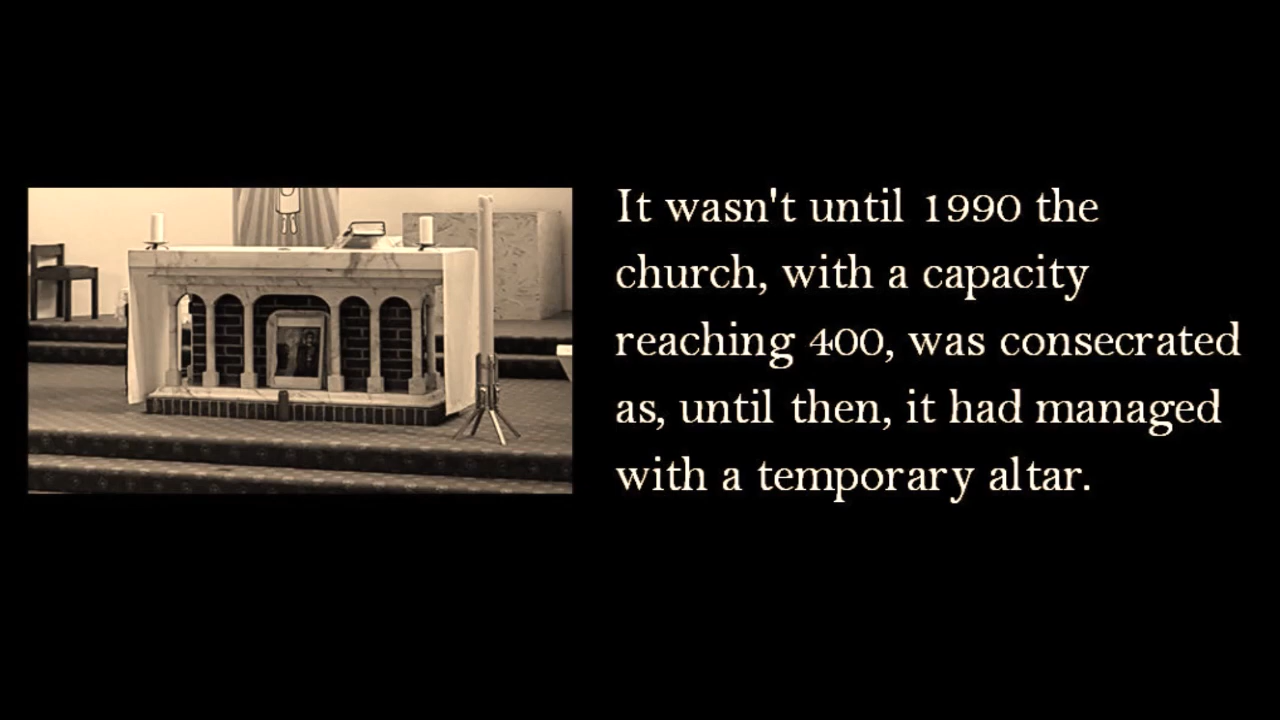 It wasn't until 1990 the
church, with a capacity
reaching 400, was consecrated
as, until then, it had managed
with a temporary altar.